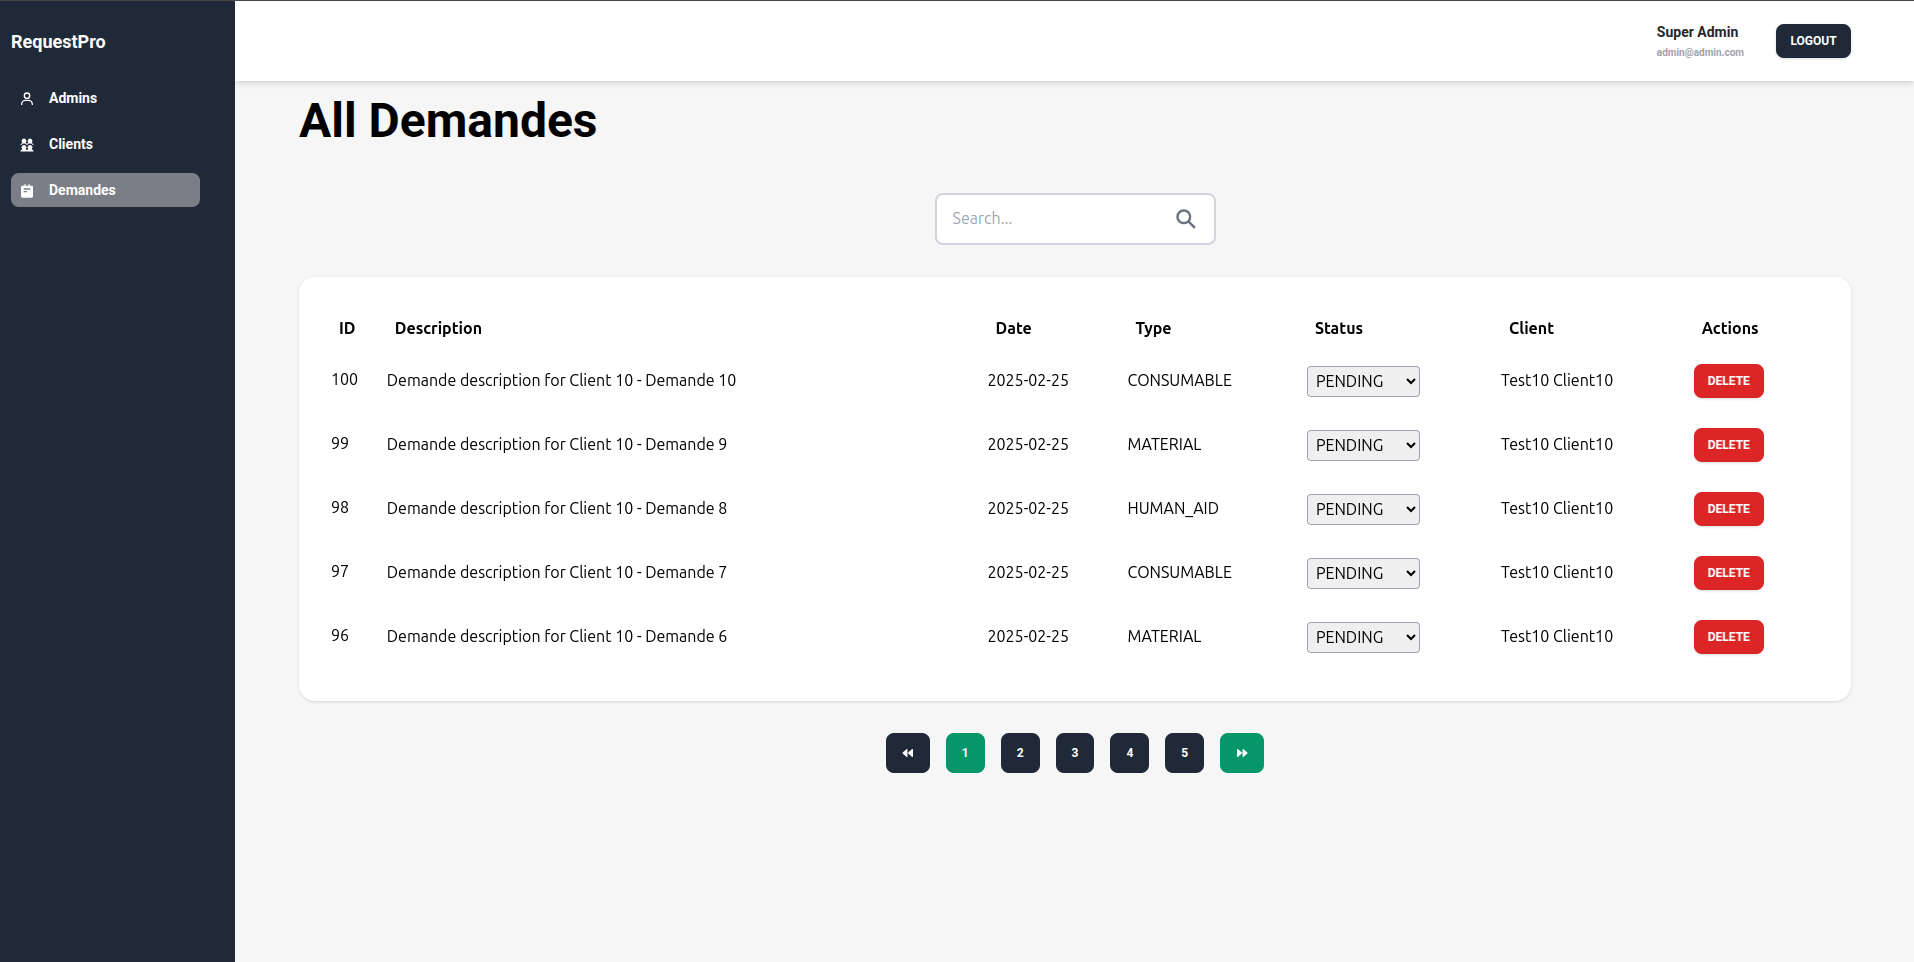 RequestPro
Admins
Clients
Demandes
Super Admin
admin@admin.com
LOGOUT
All Demandes
Search...
ID Description Date Type Status Client Actions
100 Demande description for Client 10 - Demande 10 2025-02-25 CONSUMABLE PENDING Test10 Client10 DELETE
99 Demande description for Client 10 - Demande 9 2025-02-25 MATERIAL PENDING Test10 Client10 DELETE
98 Demande description for Client 10 - Demande 8 2025-02-25 HUMAN_AID PENDING Test10 Client10 DELETE
97 Demande description for Client 10 - Demande 7 2025-02-25 CONSUMABLE PENDING Test10 Client10 DELETE
96 Demande description for Client 10 - Demande 6 2025-02-25 MATERIAL PENDING Test10 Client10 DELETE
1 2 3 4 5